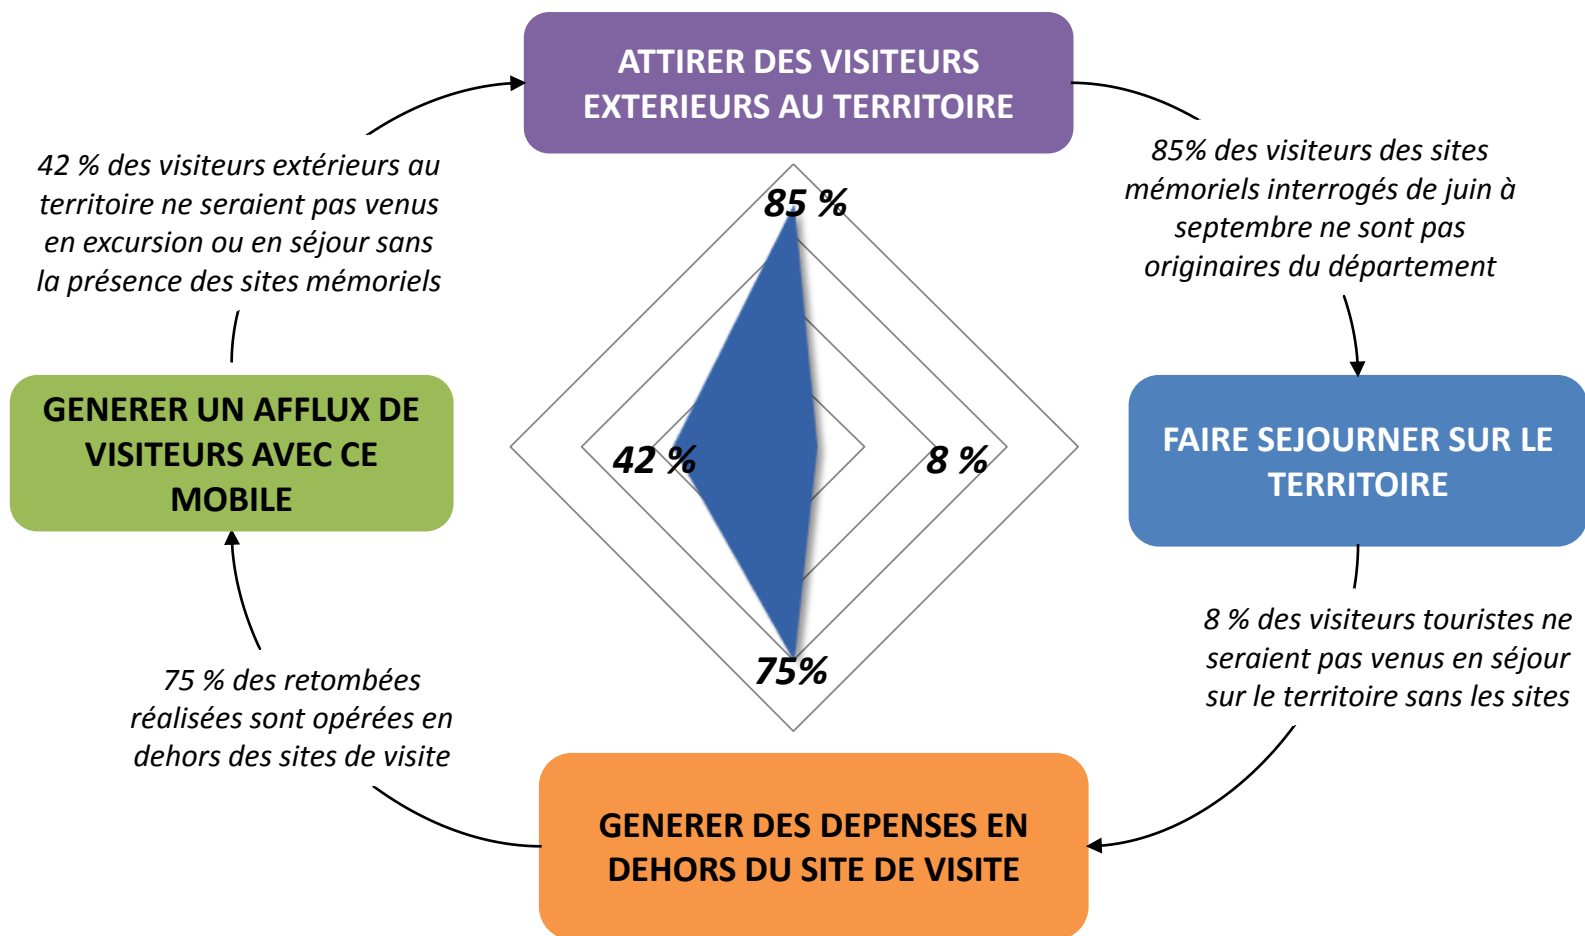 ATTIRER DES VISITEURS
EXTERIEURS AU TERRITOIRE
85% des visiteurs des sites
mémoriels interrogés de juin à
septembre ne sont pas
originaires du département
FAIRE SEJOURNER SUR LE
TERRITOIRE
8 % des visiteurs touristes ne
seraient pas venus en séjour
sur le territoire sans les sites
GENERER DES DEPENSES EN
DEHORS DU SITE DE VISITE
75 % des retombées
réalisées sont opérées en
dehors des sites de visite
GENERER UN AFFLUX DE
VISITEURS AVEC CE
MOBILE
42 % des visiteurs extérieurs au
territoire ne seraient pas venus
en excursion ou en séjour sans
la présence des sites mémoriels
85 %
8 %
75%
42 %